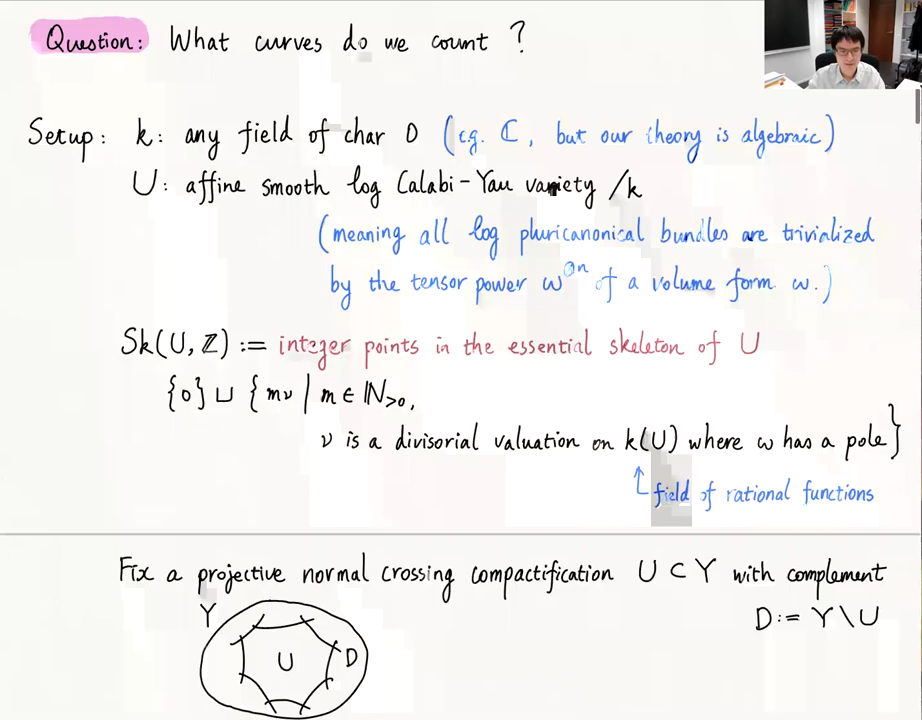 Question: What curves do we count ?
Setup: k: any field of char 0 (eg. ℂ, but our theory is algebraic)
U: affine smooth log Calabi-Yau variety /k
(meaning all log pluricanonical bundles are trivialized
by the tensor power ω^{⊗n} of a volume form ω.)
Sk(U, ℤ) := integer points in the essential skeleton of U
{0} ⊔ { mν | m ∈ ℕ_{>0},
ν is a divisorial valuation on k(U) where ω has a pole }
↑ field of rational functions
Fix a projective normal crossing compactification U ⊂ Y with complement
D := Y \ U
Y
U
D